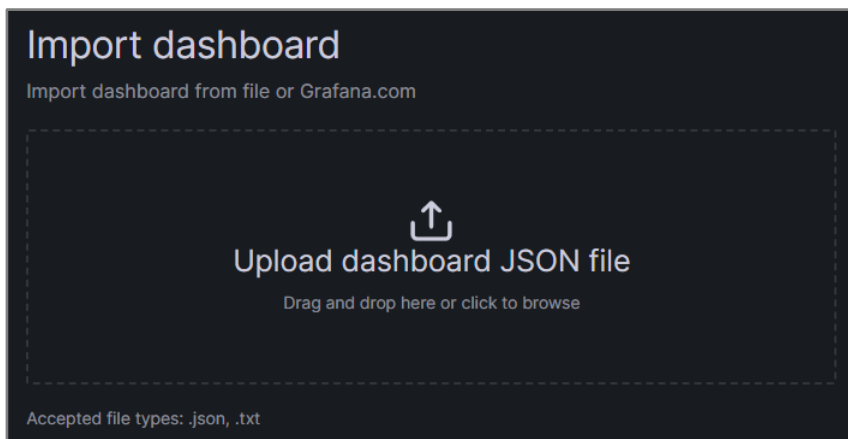 Import dashboard
Import dashboard from file or Grafana.com
Upload dashboard JSON file
Drag and drop here or click to browse
Accepted file types: .json, .txt